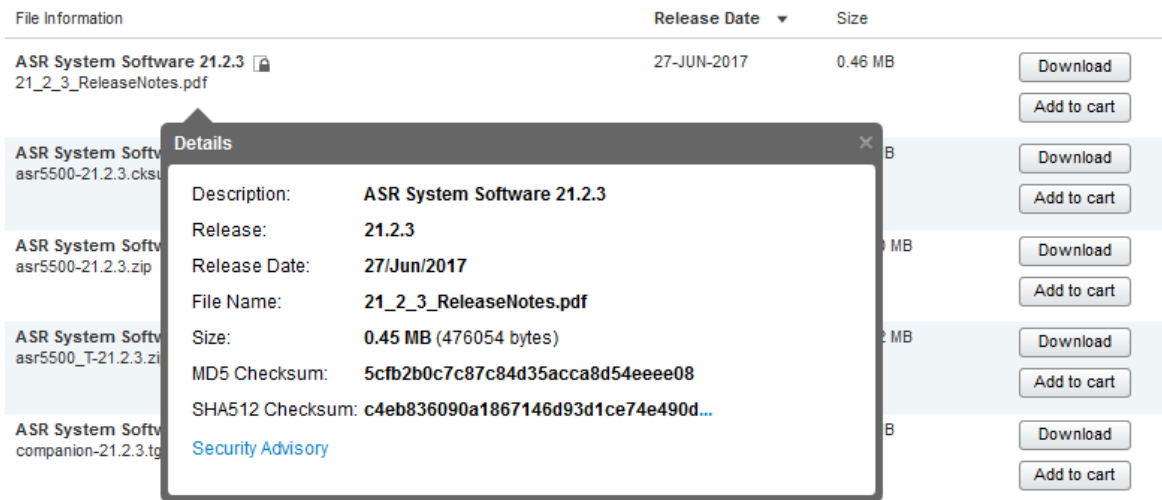 File Information Release Date Size
ASR System Software 21.2.3 27-JUN-2017 0.46 MB Download
21_2_3_ReleaseNotes.pdf
Add to cart
Details
ASR System B Download
asr5500-21.2.3
Add to cart
Description: ASR System Software 21.2.3
Release: 21.2.3
ASR System MB Download
Release Date: 27/Jun/2017
asr5500-21.2.3.zip
Add to cart
File Name: 21_2_3_ReleaseNotes.pdf
ASR System MB Download
Size: 0.45 MB (476054 bytes)
asr5500_T-21.2.3.zi
MD5 Checksum: 5cfb2b0c7c87c84d35acca8d54eeee08
Add to cart
SHA512 Checksum: c4eb836090a1867146d93d1ce74e490d...
ASR System B Download
companion-21.2.3.tg
Security Advisory
Add to cart